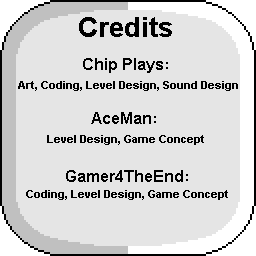 Credits
Chip Plays:
Art, Coding, Level Design, Sound Design
AceMan:
Level Design, Game Concept
Gamer4TheEnd:
Coding, Level Design, Game Concept